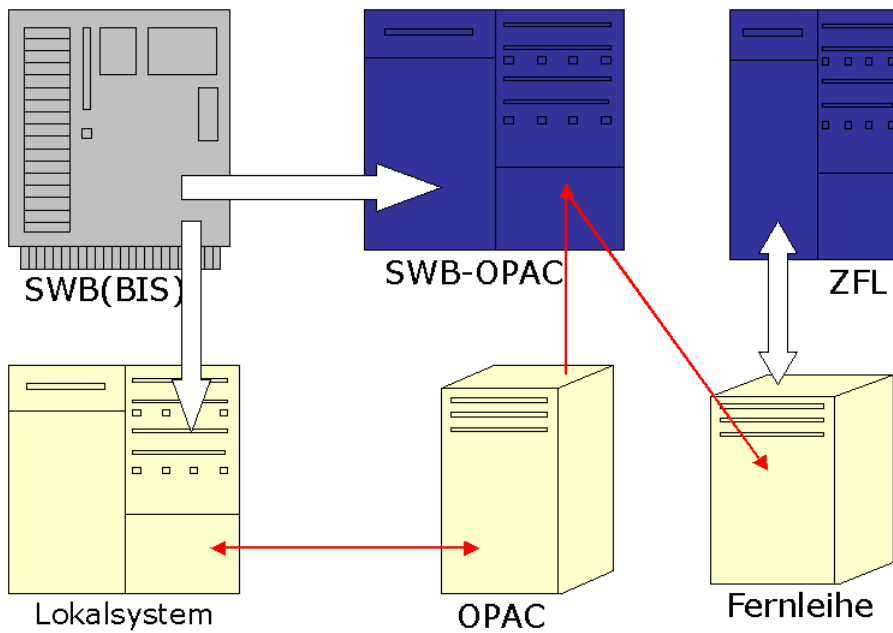 SWB(BIS)
SWB-OPAC
ZFL
Lokalsystem
OPAC
Fernleihe